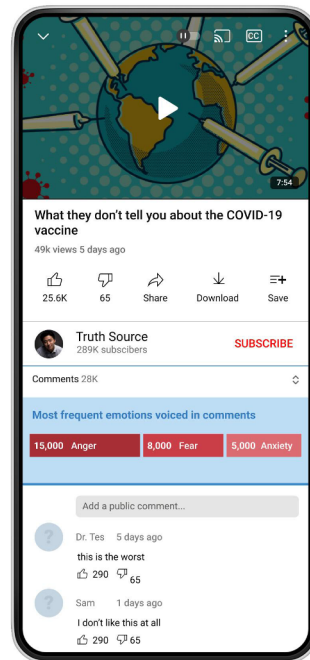 CC
7:54
What they don't tell you about the COVID-19
vaccine
49k views 5 days ago
25.6K
65
Share
Download
Save
Truth Source
289K subscibers
SUBSCRIBE
Comments 28K
Most frequent emotions voiced in comments
15,000 Anger
8,000 Fear
5,000 Anxiety
Add a public comment...
? Dr. Tes 5 days ago
this is the worst
290 65
? Sam 1 days ago
I don't like this at all
290 65